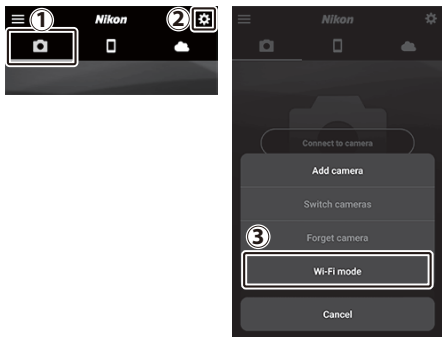 ① Nikon ②
Nikon
Connect to camera
Add camera
Switch cameras
Forget camera
③
Wi-Fi mode
Cancel